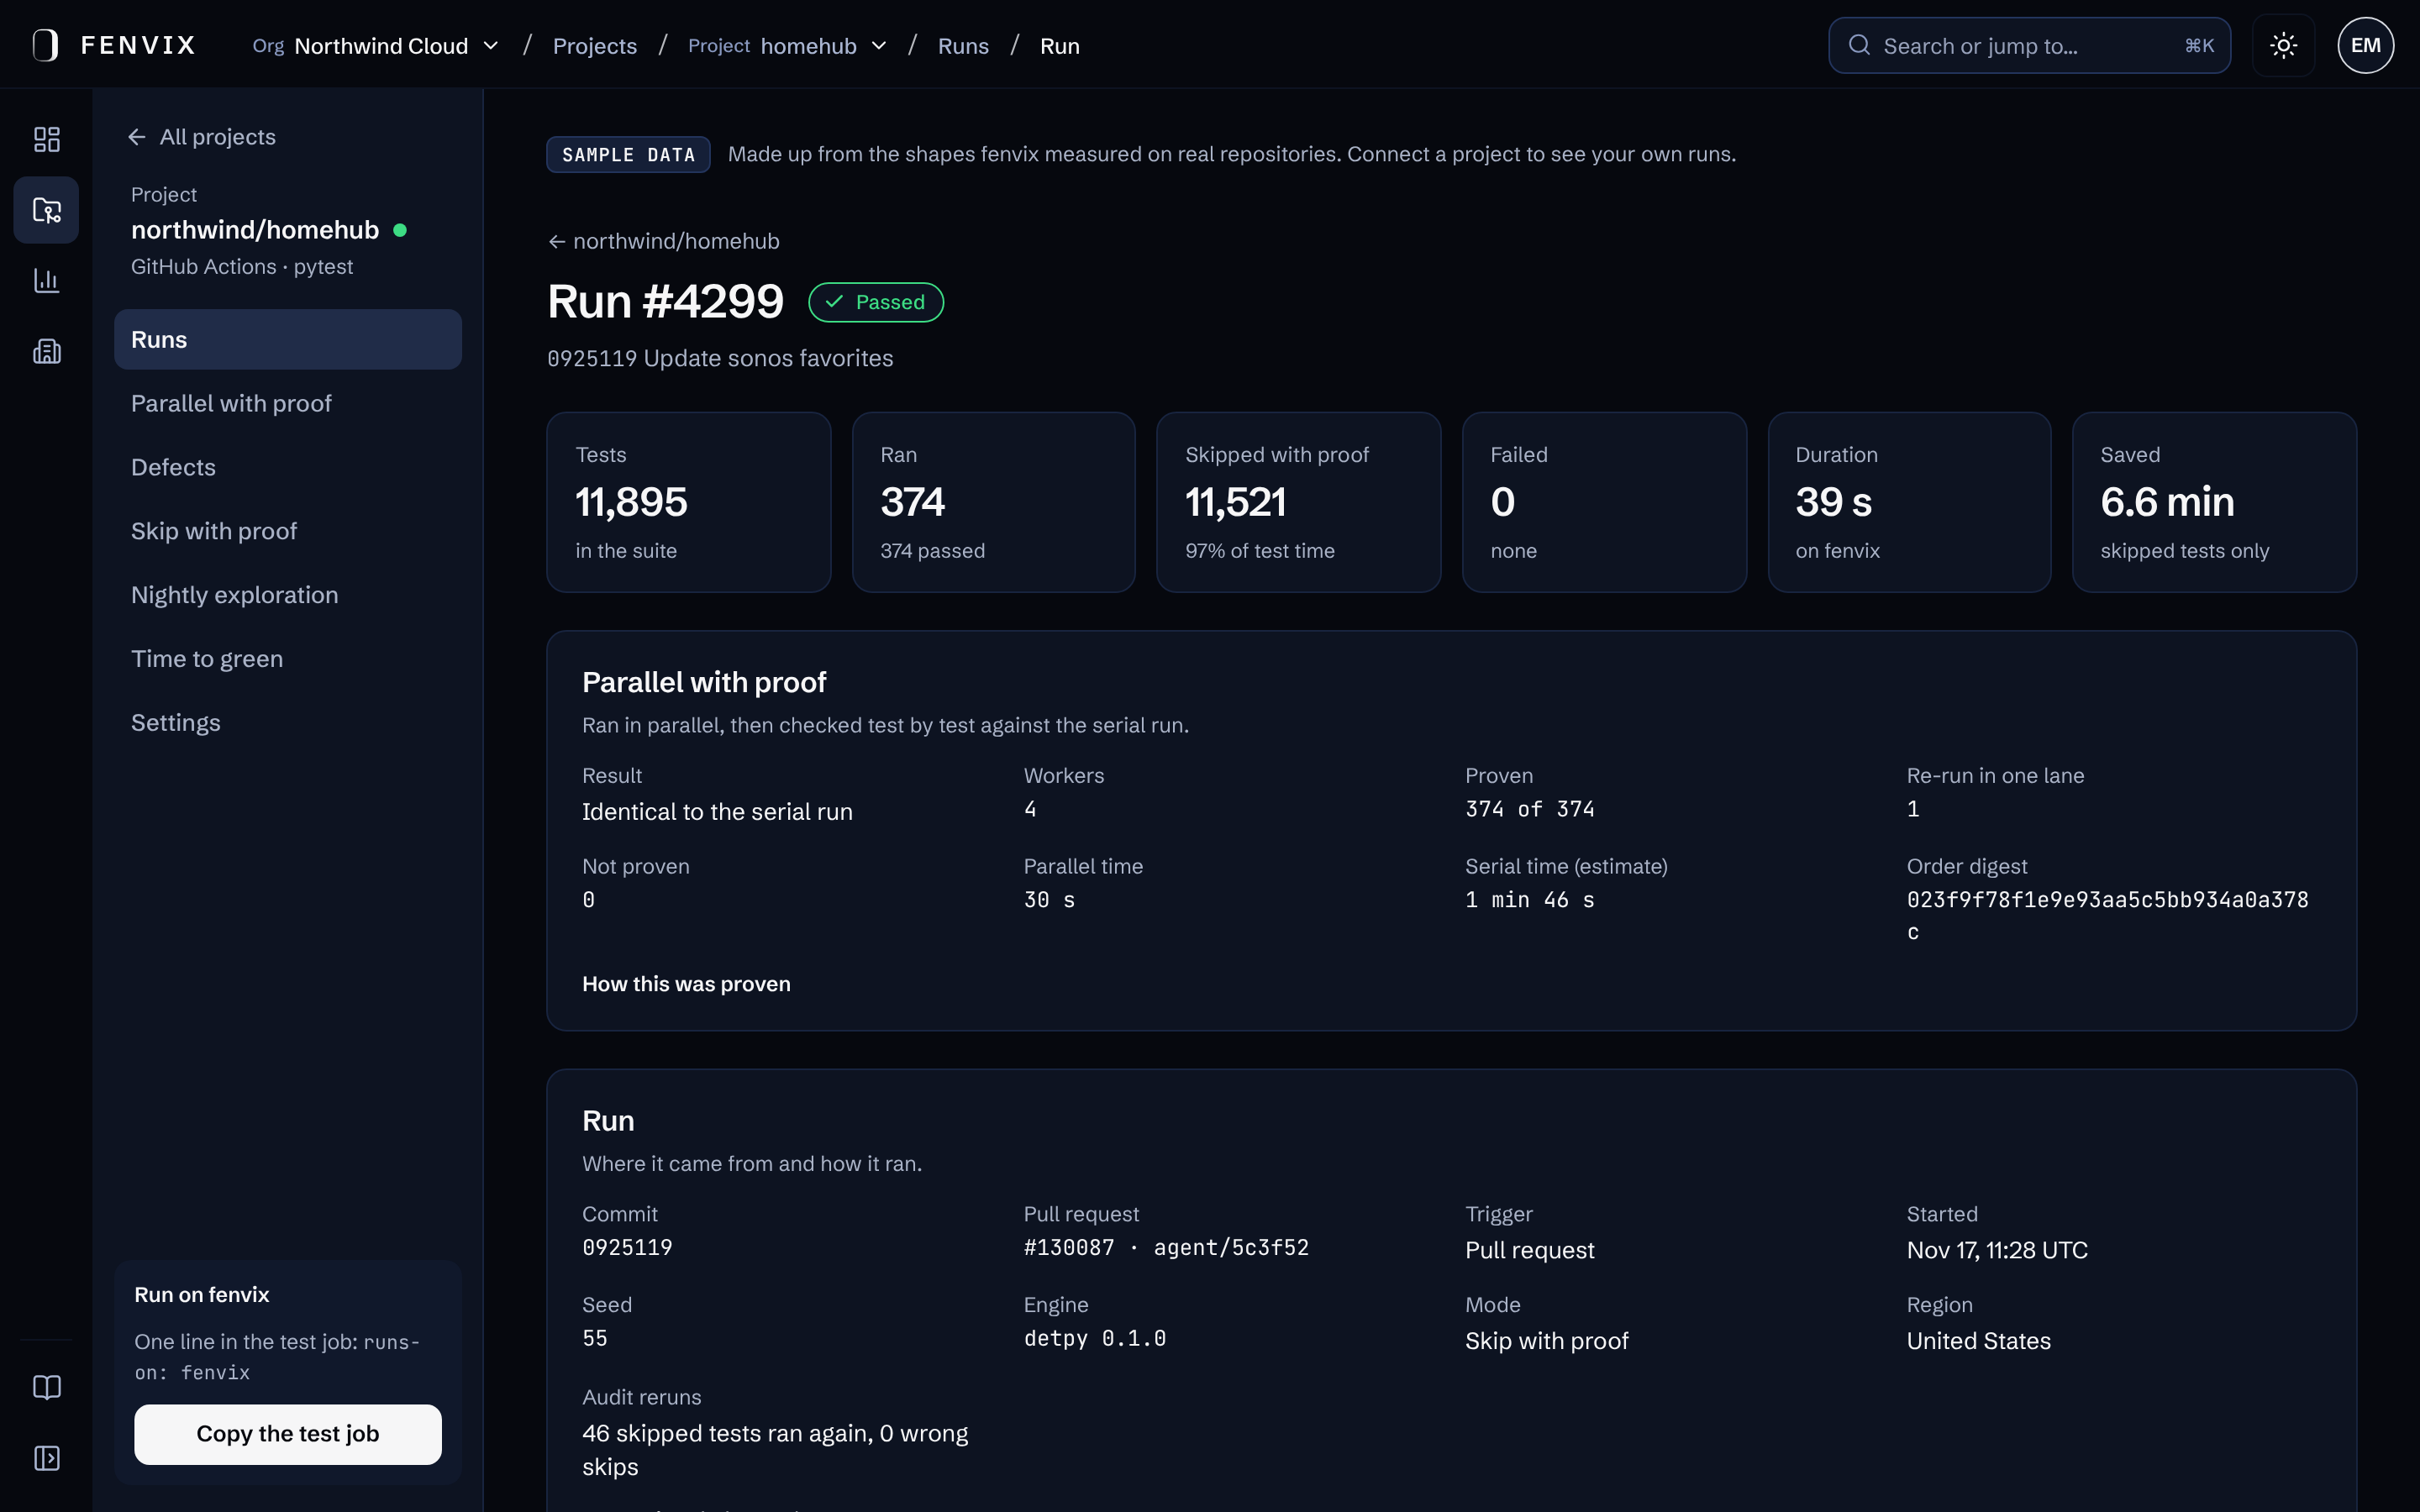 FENVIX
Org Northwind Cloud / Projects / Project homehub / Runs / Run
Search or jump to... ⌘K
EM
All projects
Project
northwind/homehub
GitHub Actions · pytest
Runs
Parallel with proof
Defects
Skip with proof
Nightly exploration
Time to green
Settings
Run on fenvix
One line in the test job: runs-
on: fenvix
Copy the test job
SAMPLE DATA Made up from the shapes fenvix measured on real repositories. Connect a project to see your own runs.
← northwind/homehub
Run #4299 Passed
0925119 Update sonos favorites
Tests
11,895
in the suite
Ran
374
374 passed
Skipped with proof
11,521
97% of test time
Failed
0
none
Duration
39 s
on fenvix
Saved
6.6 min
skipped tests only
Parallel with proof
Ran in parallel, then checked test by test against the serial run.
Result
Identical to the serial run
Workers
4
Proven
374 of 374
Re-run in one lane
1
Not proven
0
Parallel time
30 s
Serial time (estimate)
1 min 46 s
Order digest
023f9f78f1e9e93aa5c5bb934a0a378
c
How this was proven
Run
Where it came from and how it ran.
Commit
0925119
Pull request
#130087 · agent/5c3f52
Trigger
Pull request
Started
Nov 17, 11:28 UTC
Seed
55
Engine
detpy 0.1.0
Mode
Skip with proof
Region
United States
Audit reruns
46 skipped tests ran again, 0 wrong
skips